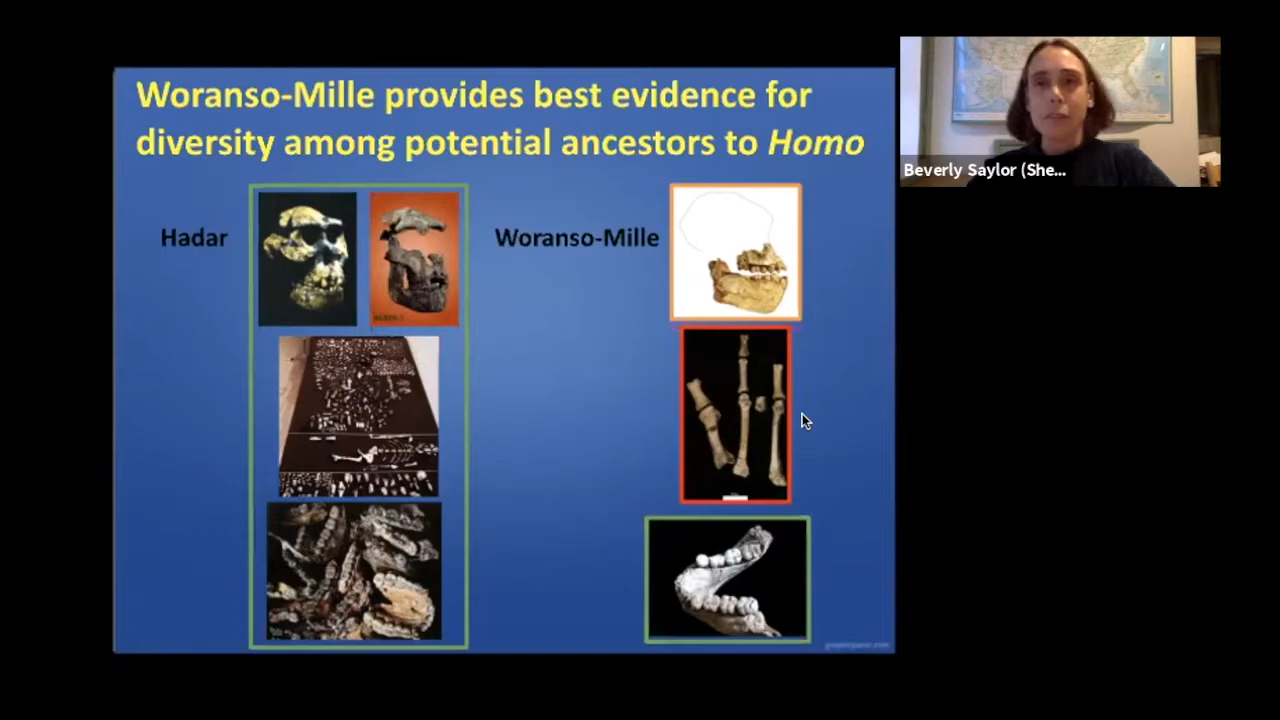 Woranso-Mille provides best evidence for
diversity among potential ancestors to Homo
Beverly Saylor (She...
Hadar
Woranso-Mille